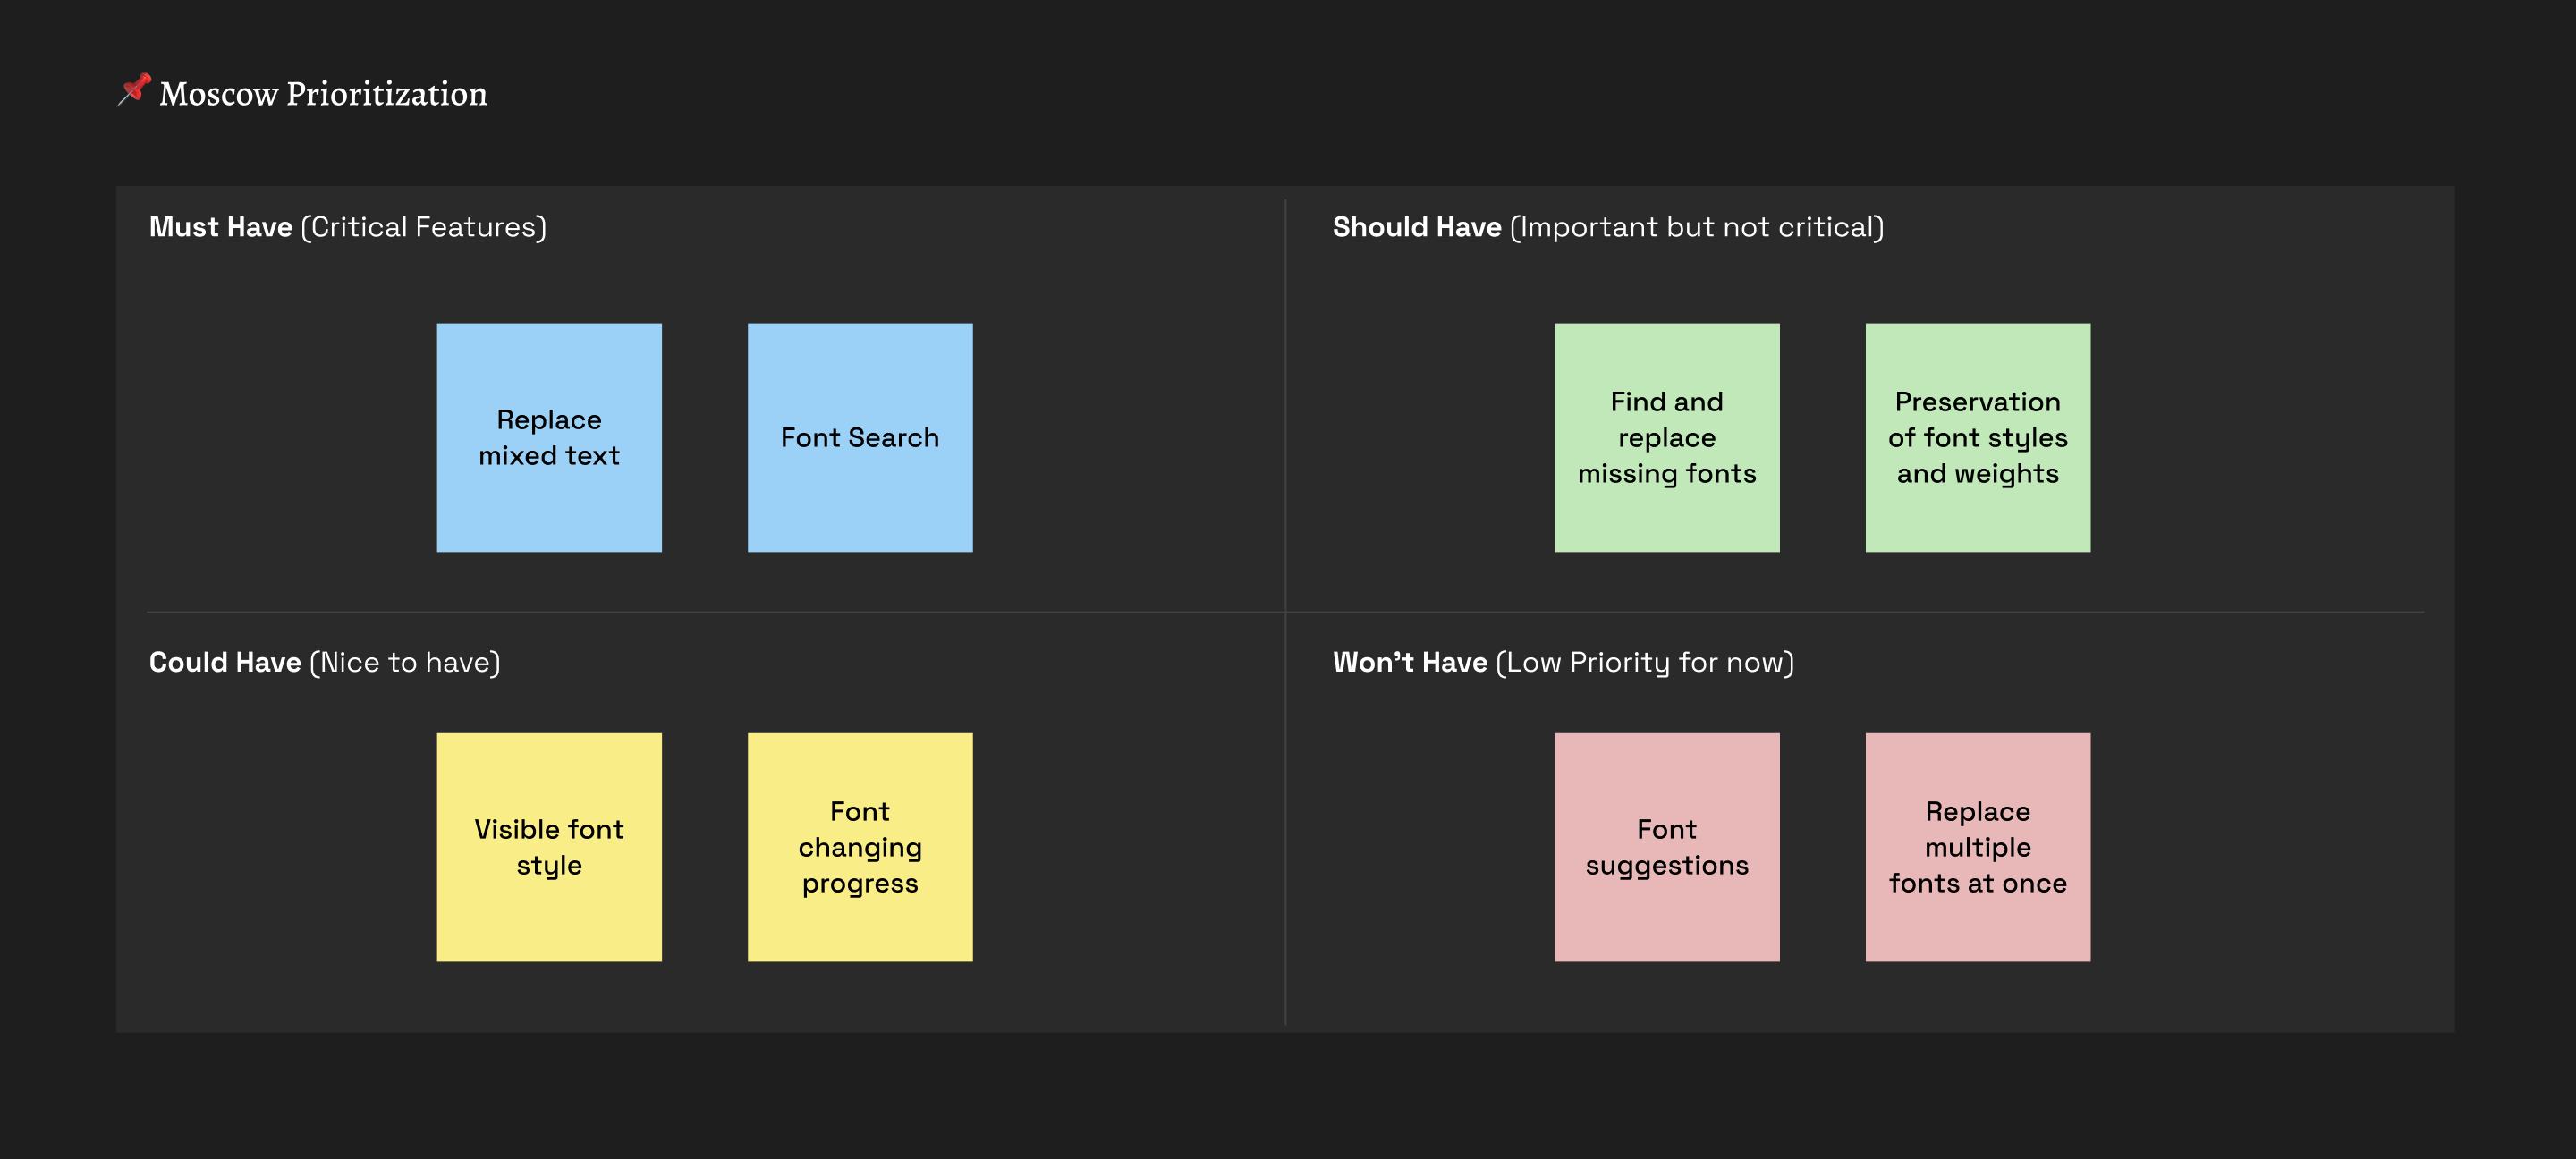 📌 Moscow Prioritization
Must Have (Critical Features)
Replace
mixed text
Font Search
Should Have (Important but not critical)
Find and
replace
missing fonts
Preservation
of font styles
and weights
Could Have (Nice to have)
Visible font
style
Font
changing
progress
Won’t Have (Low Priority for now)
Font
suggestions
Replace
multiple
fonts at once